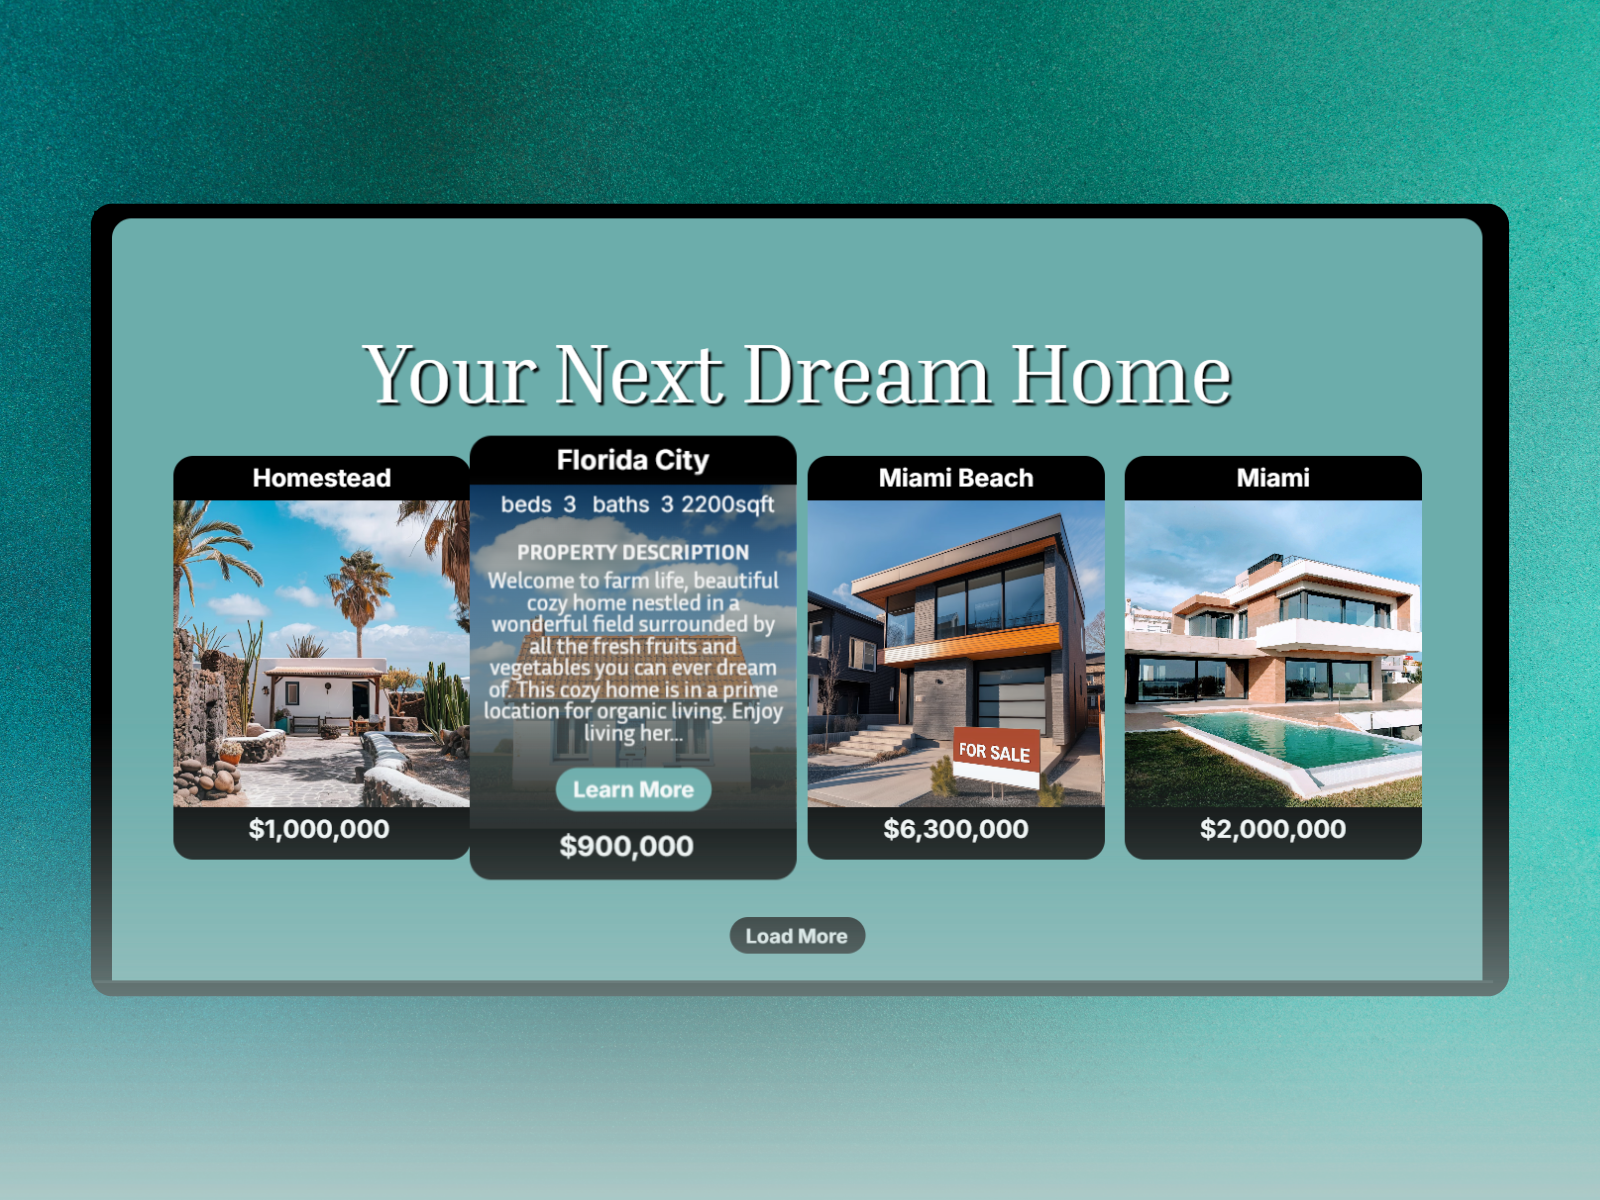 Your Next Dream Home
Homestead
$1,000,000
Florida City
beds 3 baths 3 2200sqft
PROPERTY DESCRIPTION
Welcome to farm life, beautiful
cozy home nestled in a
wonderful field surrounded by
all the fresh fruits and
vegetables you can ever dream
of. This cozy home is in a prime
location for organic living. Enjoy
living her...
Learn More
$900,000
Miami Beach
FOR SALE
$6,300,000
Miami
$2,000,000
Load More